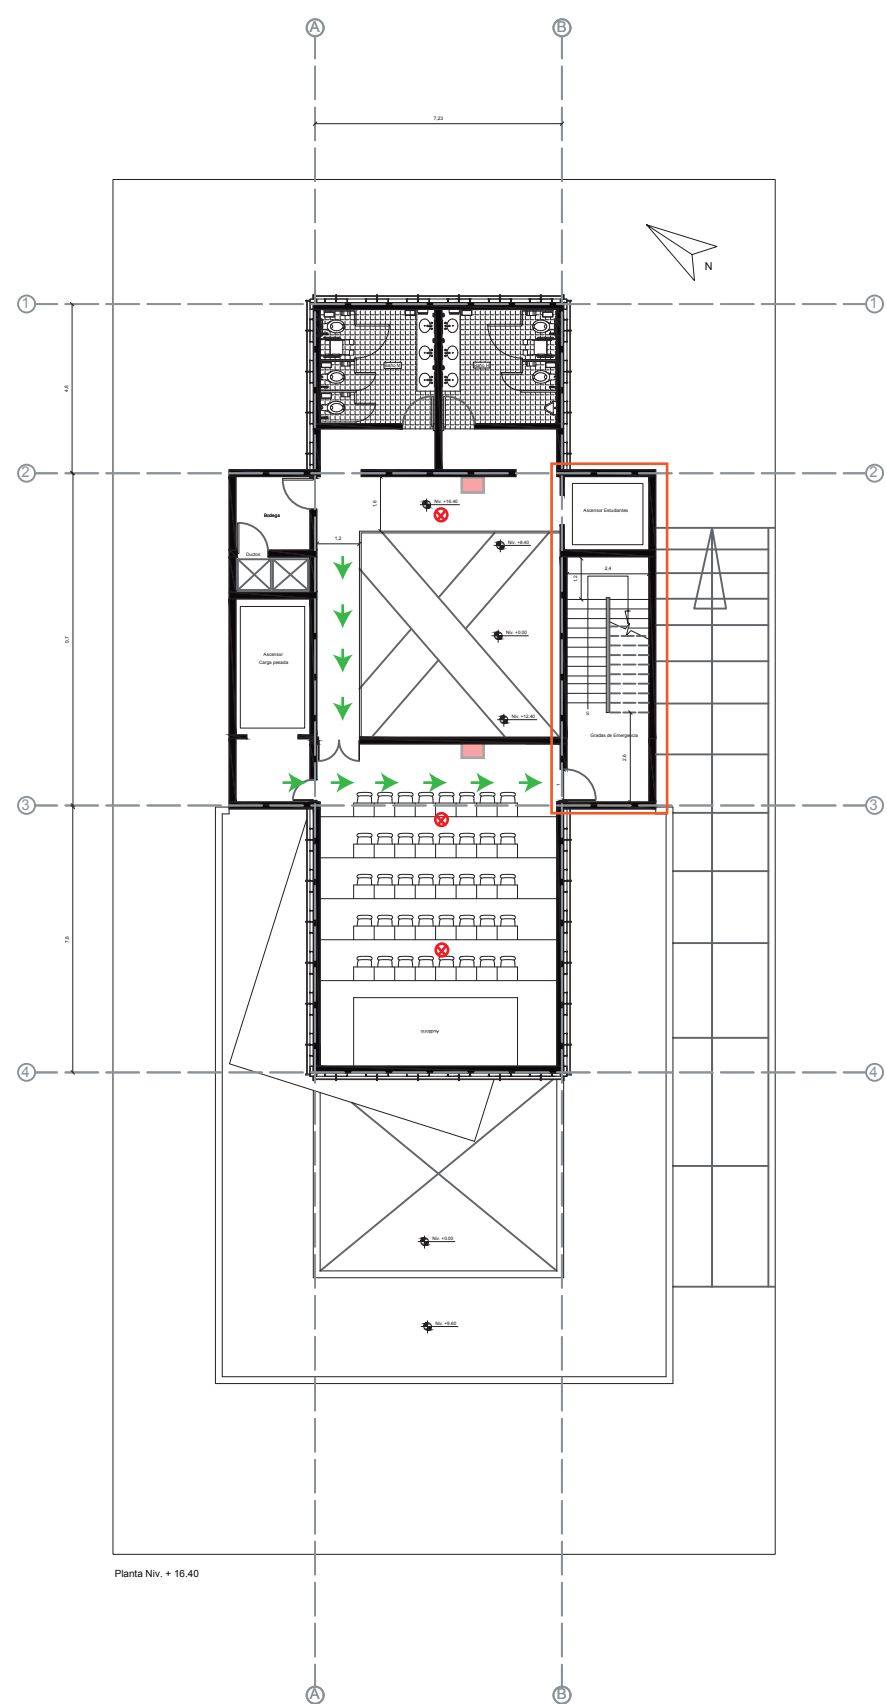 A
B
7,23
N
1
1
4,8
2
2
Bodega
Niv. +16.40
1,6
Ascensor Estudiantes
1,2
Niv. +8.40
Ductos
1,2
2,4
9,7
Niv. +0.00
Ascensor
Carga pesada
Niv. +12.40
Gradas de Emergencia
2,6
1
3
3
7,8
Auditorio
4
4
Niv. +0.00
Niv. +8.60
Planta Niv. + 16.40
A
B